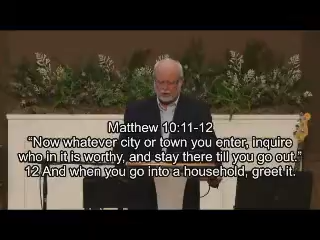 Matthew 10:11-12
“Now whatever city or town you enter, inquire
who in it is worthy, and stay there till you go out.”
12 And when you go into a household, greet it.